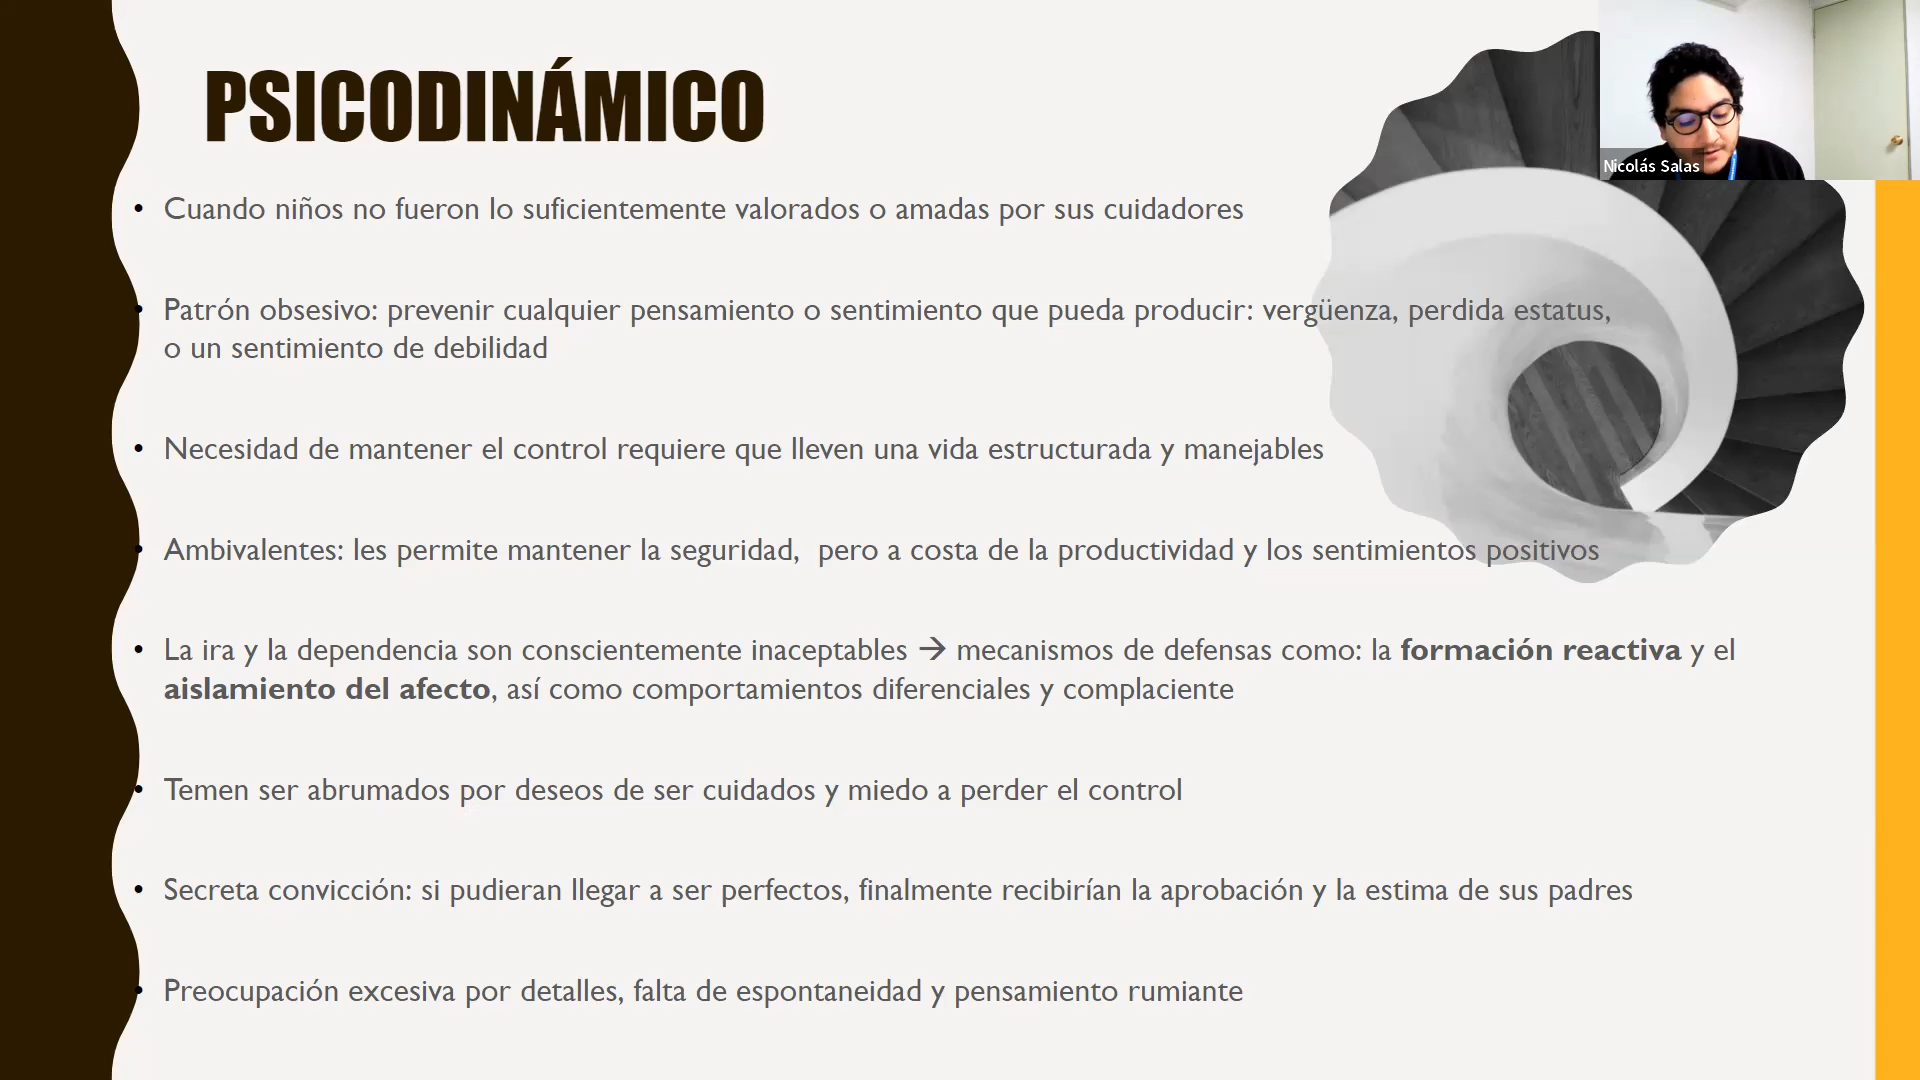 PSICODINÁMICO
Nicolás Salas
• Cuando niños no fueron lo suficientemente valorados o amadas por sus cuidadores
• Patrón obsesivo: prevenir cualquier pensamiento o sentimiento que pueda producir: vergüenza, perdida estatus,
o un sentimiento de debilidad
• Necesidad de mantener el control requiere que lleven una vida estructurada y manejables
• Ambivalentes: les permite mantener la seguridad,  pero a costa de la productividad y los sentimientos positivos
• La ira y la dependencia son conscientemente inaceptables → mecanismos de defensas como: la formación reactiva y el
aislamiento del afecto, así como comportamientos diferenciales y complaciente
• Temen ser abrumados por deseos de ser cuidados y miedo a perder el control
• Secreta convicción: si pudieran llegar a ser perfectos, finalmente recibirían la aprobación y la estima de sus padres
• Preocupación excesiva por detalles, falta de espontaneidad y pensamiento rumiante